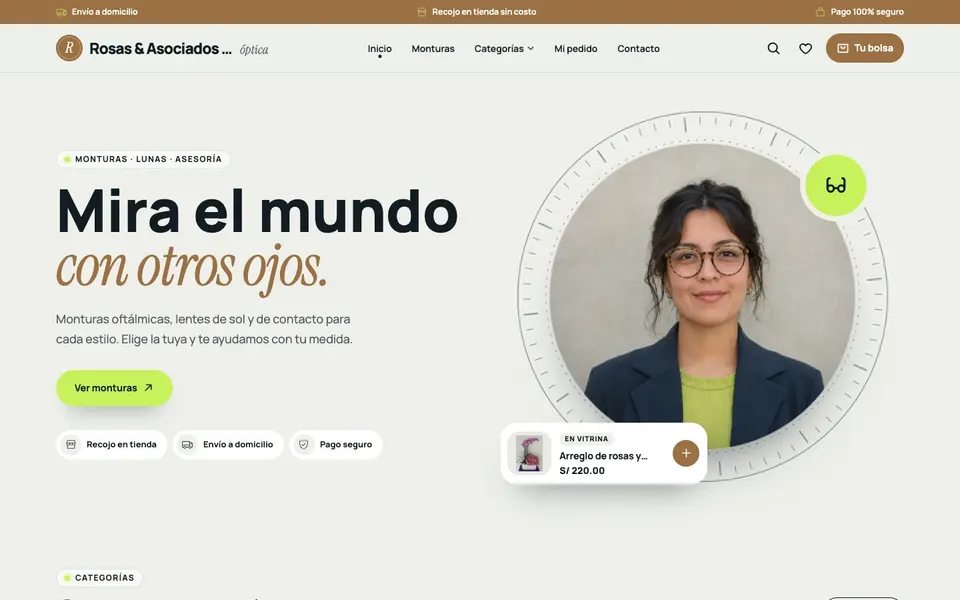 Envío a domicilio
Recojo en tienda sin costo
Pago 100% seguro
R Rosas & Asociados ... óptica
Inicio
Monturas
Categorías
Mi pedido
Contacto
Tu bolsa
MONTURAS · LUNAS · ASESORÍA
Mira el mundo
con otros ojos.
Monturas oftálmicas, lentes de sol y de contacto para
cada estilo. Elige la tuya y te ayudamos con tu medida.
Ver monturas
Recojo en tienda
Envío a domicilio
Pago seguro
EN VITRINA
Arreglo de rosas y...
S/ 220.00
CATEGORÍAS